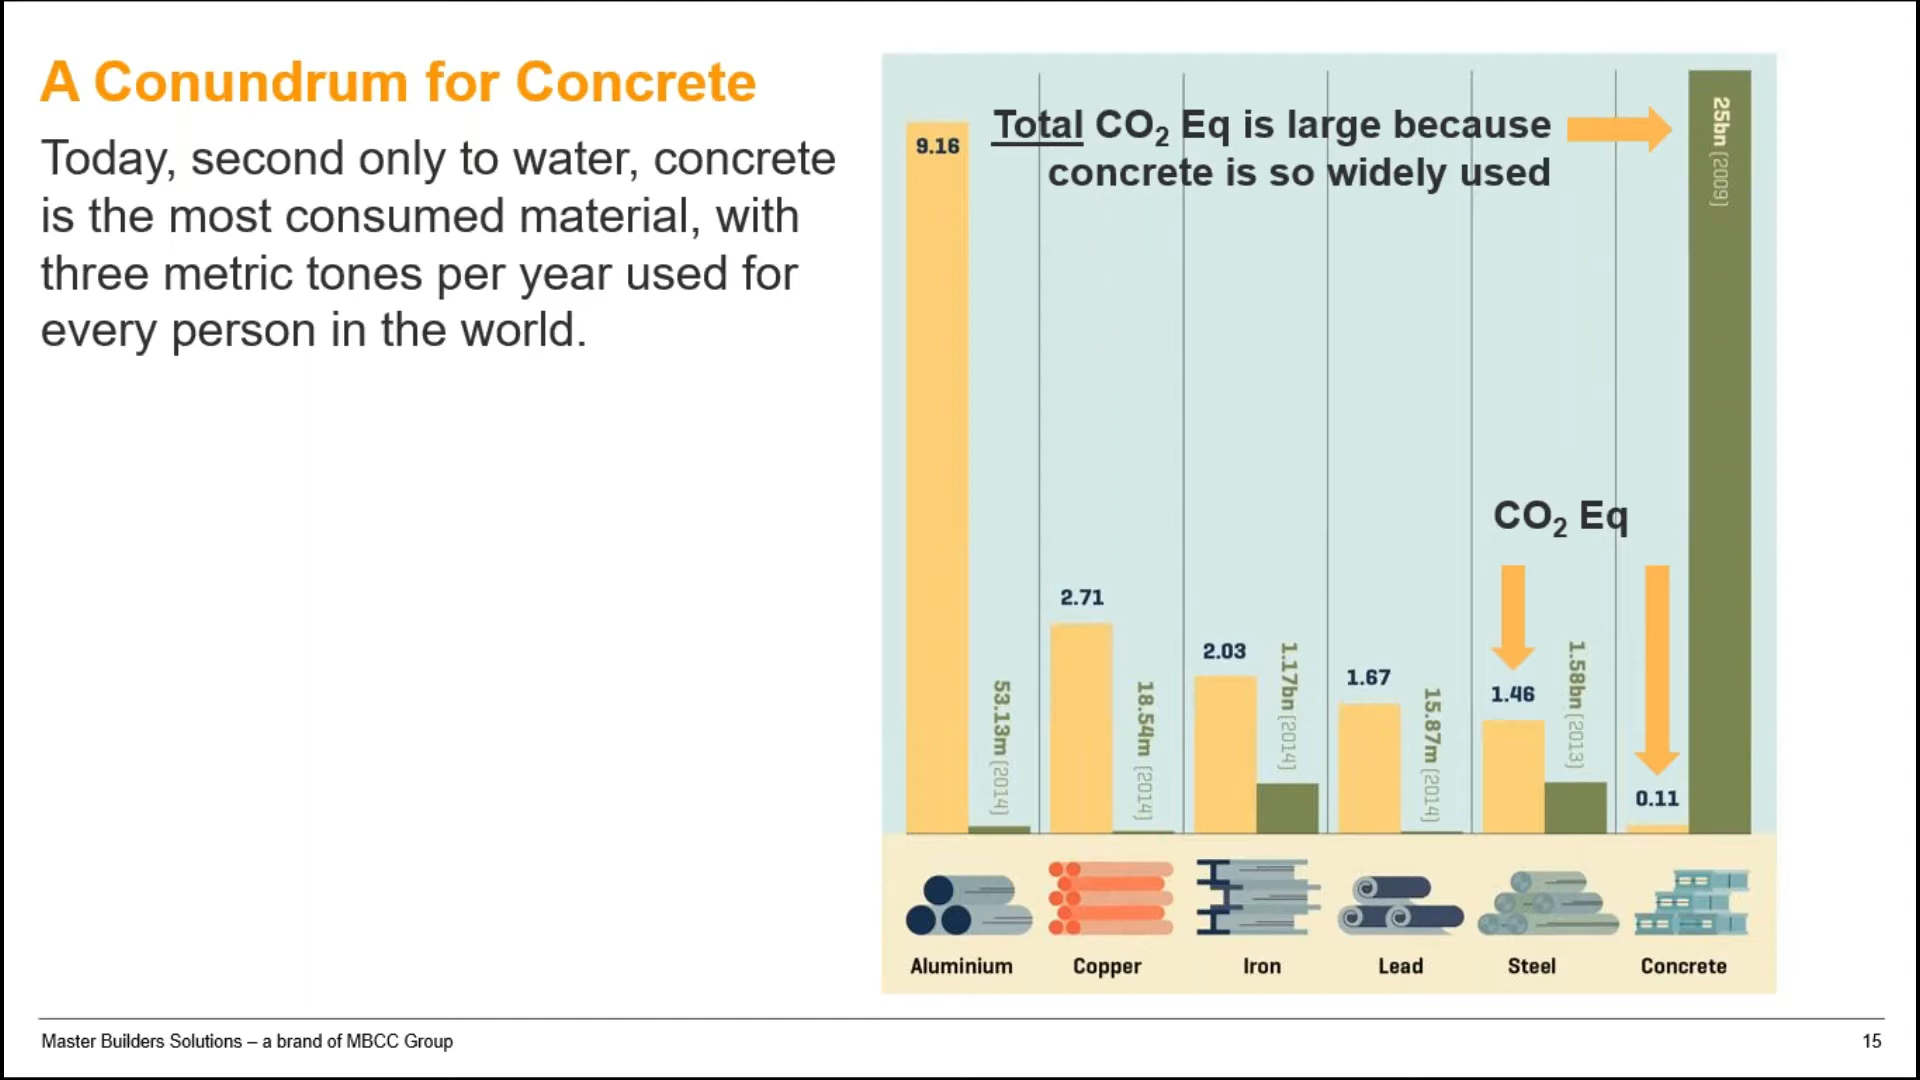 A Conundrum for Concrete
Today, second only to water, concrete
is the most consumed material, with
three metric tones per year used for
every person in the world.
Total CO₂ Eq is large because
concrete is so widely used
CO₂ Eq
9.16
53.13m (2014)
2.71
18.54m (2014)
2.03
1.17bn (2014)
1.67
15.87m (2014)
1.46
1.58bn (2013)
0.11
25bn (2009)
Aluminium
Copper
Iron
Lead
Steel
Concrete
Master Builders Solutions – a brand of MBCC Group
15